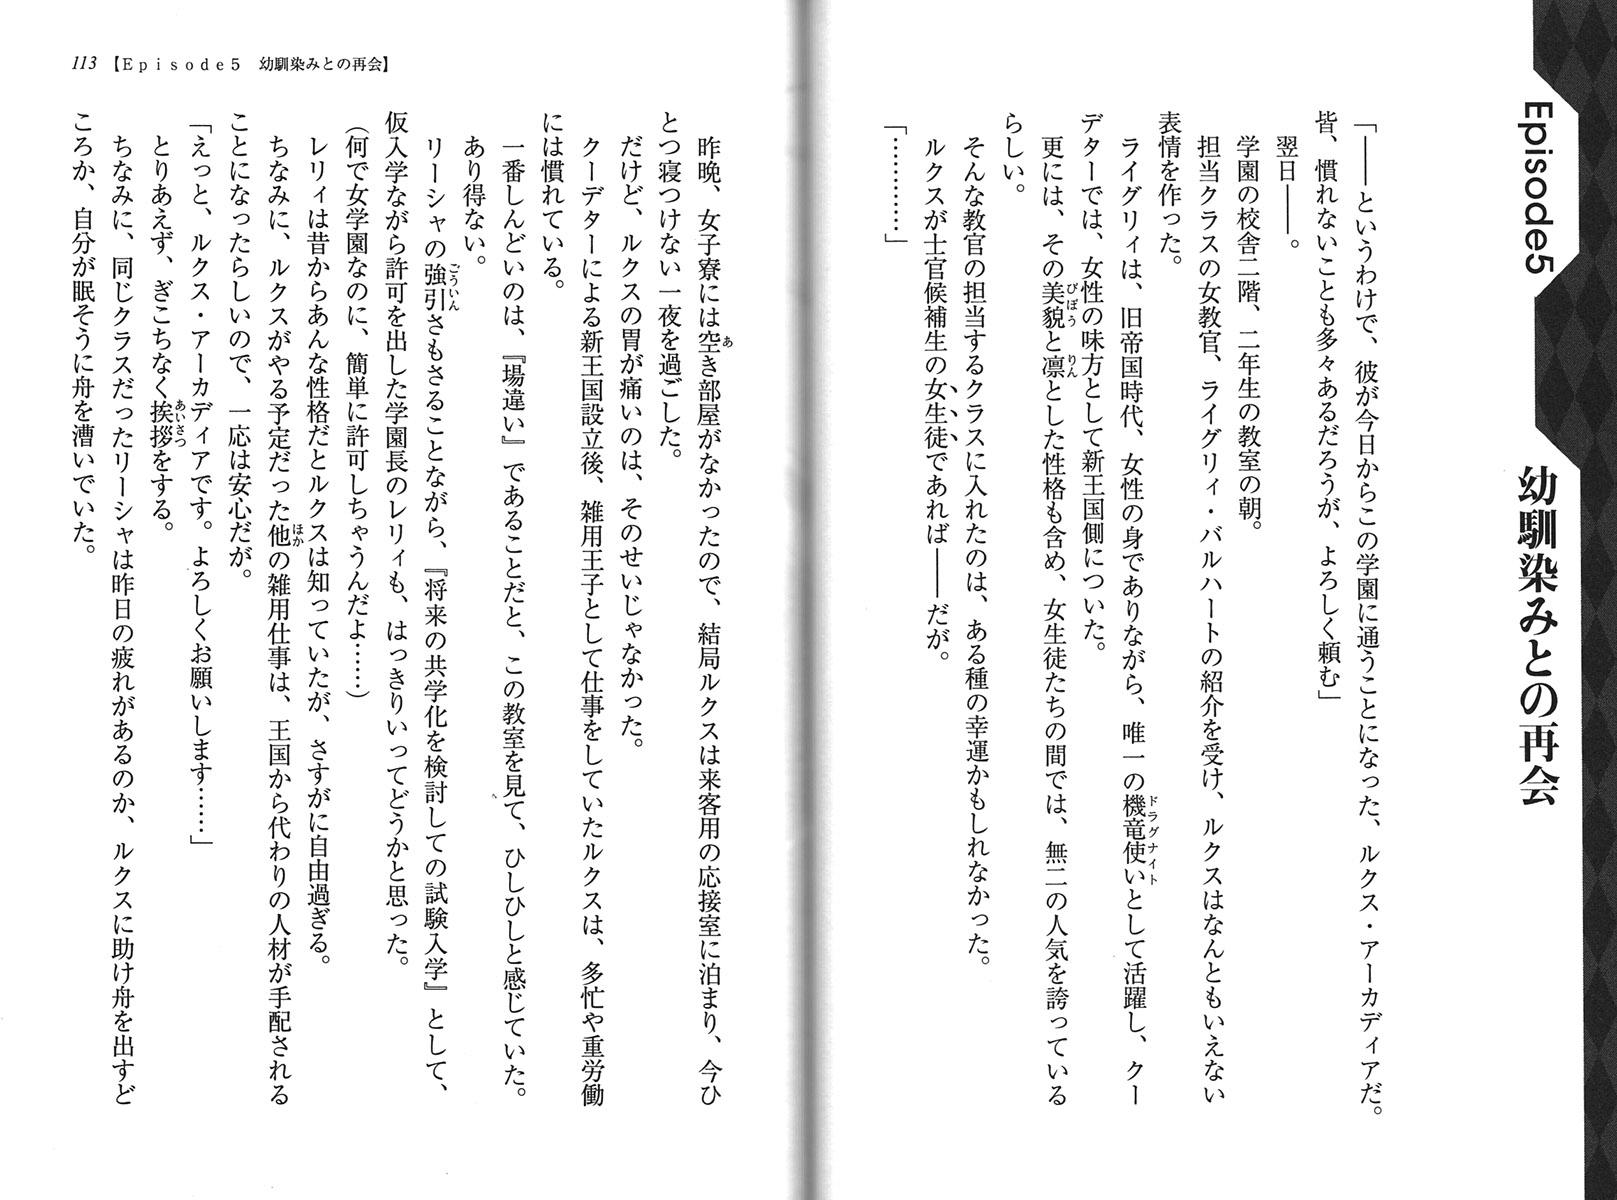 Episode5　幼馴染みとの再会
「――というわけで、彼が今日からこの学園に通うことになった、ルクス・アーカディアだ。
皆、慣れないことも多々あるだろうが、よろしく頼む」
翌日――。
学園の校舎二階、二年生の教室の朝。
担当クラスの女教官、ライグリィ・バルハートの紹介を受け、ルクスはなんともいえない
表情を作った。
ライグリィは、旧帝国時代、女性の身でありながら、唯一の機竜使い（ドラグナイト）として活躍し、クー
デターでは、女性の味方として新王国側についた。
更には、その美貌（びぼう）と凛（りん）とした性格も含め、女生徒たちの間では、無二の人気を誇っている
らしい。
そんな教官の担当するクラスに入れたのは、ある種の幸運かもしれなかった。
ルクスが士官候補生の女生徒であれば――だが。
「…………」
113【Episode5　幼馴染みとの再会】
昨晩、女子寮には空（あ）き部屋がなかったので、結局ルクスは来客用の応接室に泊まり、今ひ
とつ寝つけない一夜を過ごした。
だけど、ルクスの胃が痛いのは、そのせいじゃなかった。
クーデターによる新王国設立後、雑用王子として仕事をしていたルクスは、多忙や重労働
には慣れている。
一番しんどいのは、『場違い』であることだと、この教室を見て、ひしひしと感じていた。
あり得ない。
リーシャの強引（ごういん）さもさることながら、『将来の共学化を検討しての試験入学』として、
仮入学ながら許可を出した学園長のレリィも、はっきりいってどうかと思った。
（何で女学園なのに、簡単に許可しちゃうんだよ……）
レリィは昔からあんな性格だとルクスは知っていたが、さすがに自由過ぎる。
ちなみに、ルクスがやる予定だった他（ほか）の雑用仕事は、王国から代わりの人材が手配される
ことになったらしいので、一応は安心だが。
「えっと、ルクス・アーカディアです。よろしくお願いします……」
とりあえず、ぎこちなく挨拶（あいさつ）をする。
ちなみに、同じクラスだったリーシャは昨日の疲れがあるのか、ルクスに助け舟を出すど
ころか、自分が眠そうに舟を漕いでいた。